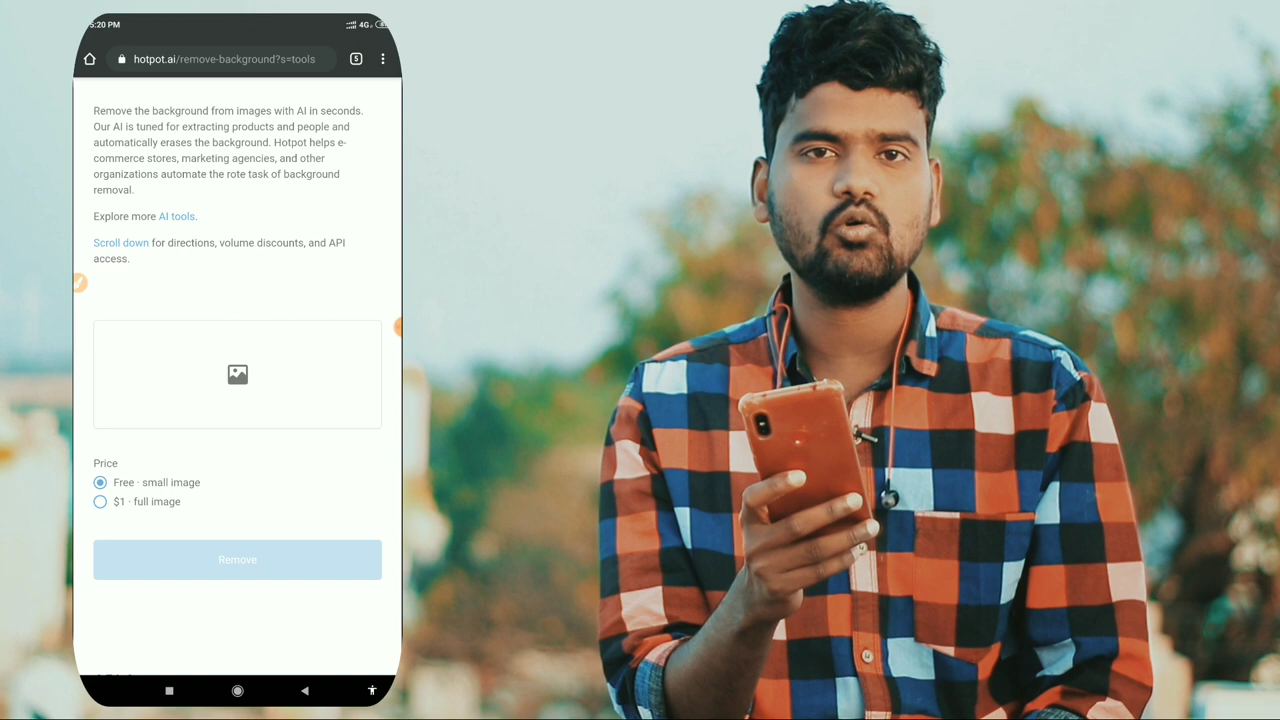 5:20 PM
4G
hotpot.ai/remove-background?s=tools
5
Remove the background from images with AI in seconds.
Our AI is tuned for extracting products and people and
automatically erases the background. Hotpot helps e-
commerce stores, marketing agencies, and other
organizations automate the rote task of background
removal.
Explore more AI tools.
Scroll down for directions, volume discounts, and API
access.
Price
Free · small image
$1 · full image
Remove